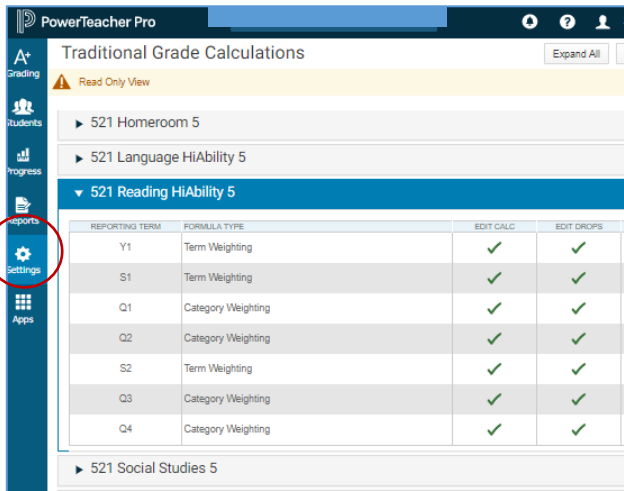 PowerTeacher Pro
A+
Grading
Students
Progress
Reports
Settings
Apps
Traditional Grade Calculations
Expand All
Read Only View
521 Homeroom 5
521 Language HiAbility 5
521 Reading HiAbility 5
REPORTING TERM FORMULA TYPE EDIT CALC EDIT DROPS
Y1 Term Weighting
S1 Term Weighting
Q1 Category Weighting
Q2 Category Weighting
S2 Term Weighting
Q3 Category Weighting
Q4 Category Weighting
521 Social Studies 5